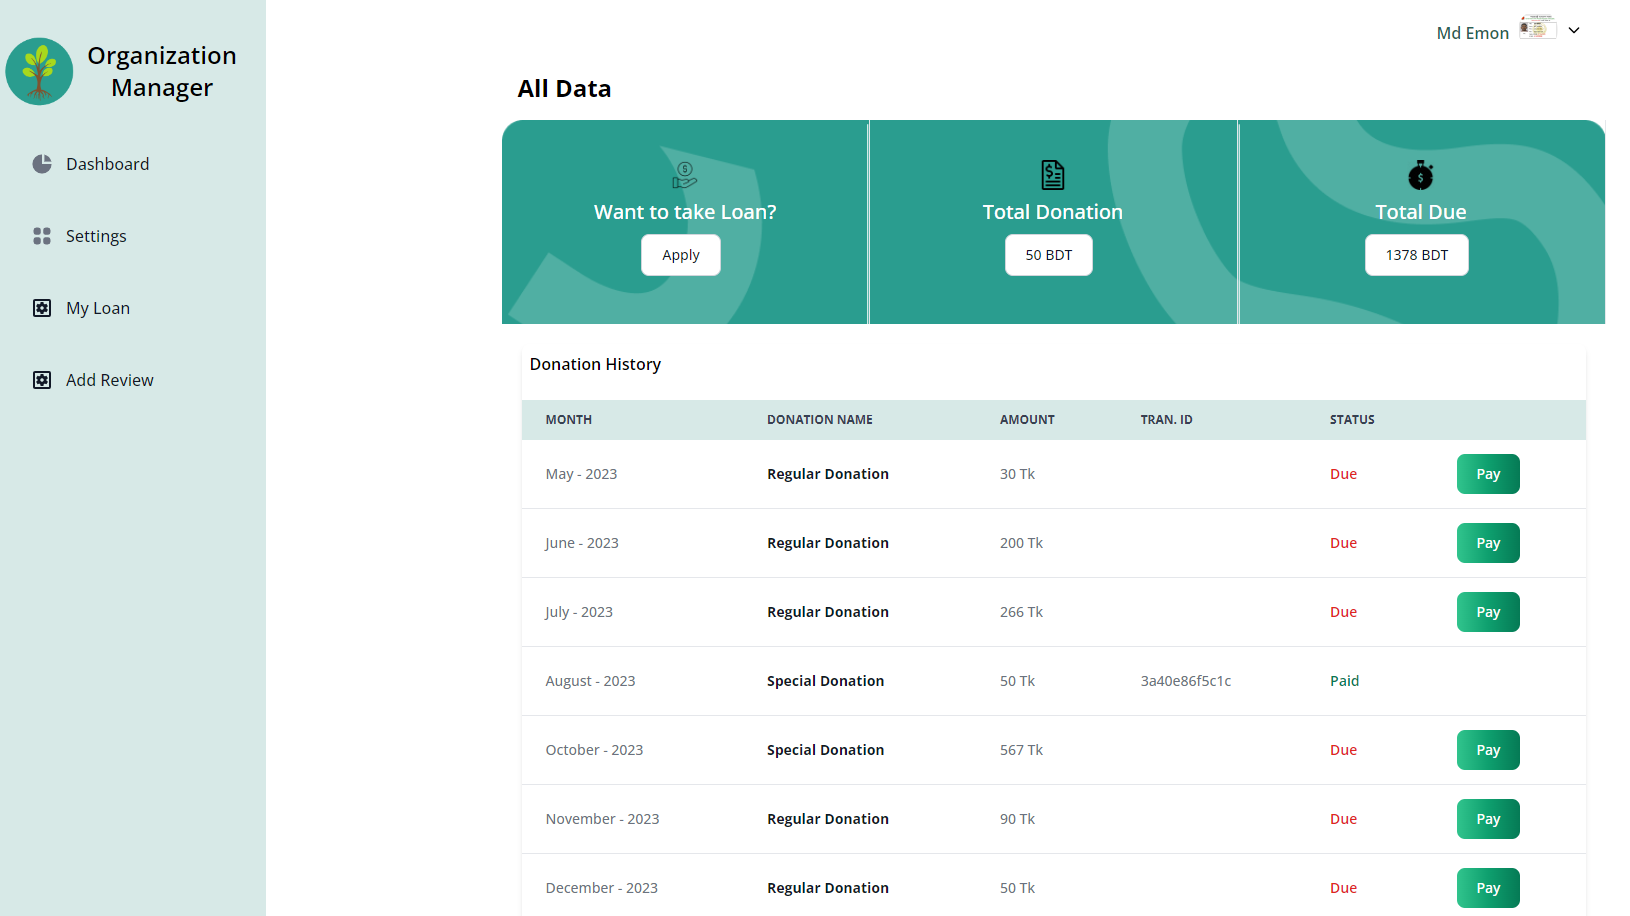 Organization
Manager
Dashboard
Settings
My Loan
Add Review
Md Emon
All Data
Want to take Loan?
Apply
Total Donation
50 BDT
Total Due
1378 BDT
Donation History
MONTH DONATION NAME AMOUNT TRAN. ID STATUS
May - 2023 Regular Donation 30 Tk Due Pay
June - 2023 Regular Donation 200 Tk Due Pay
July - 2023 Regular Donation 266 Tk Due Pay
August - 2023 Special Donation 50 Tk 3a40e86f5c1c Paid
October - 2023 Special Donation 567 Tk Due Pay
November - 2023 Regular Donation 90 Tk Due Pay
December - 2023 Regular Donation 50 Tk Due Pay